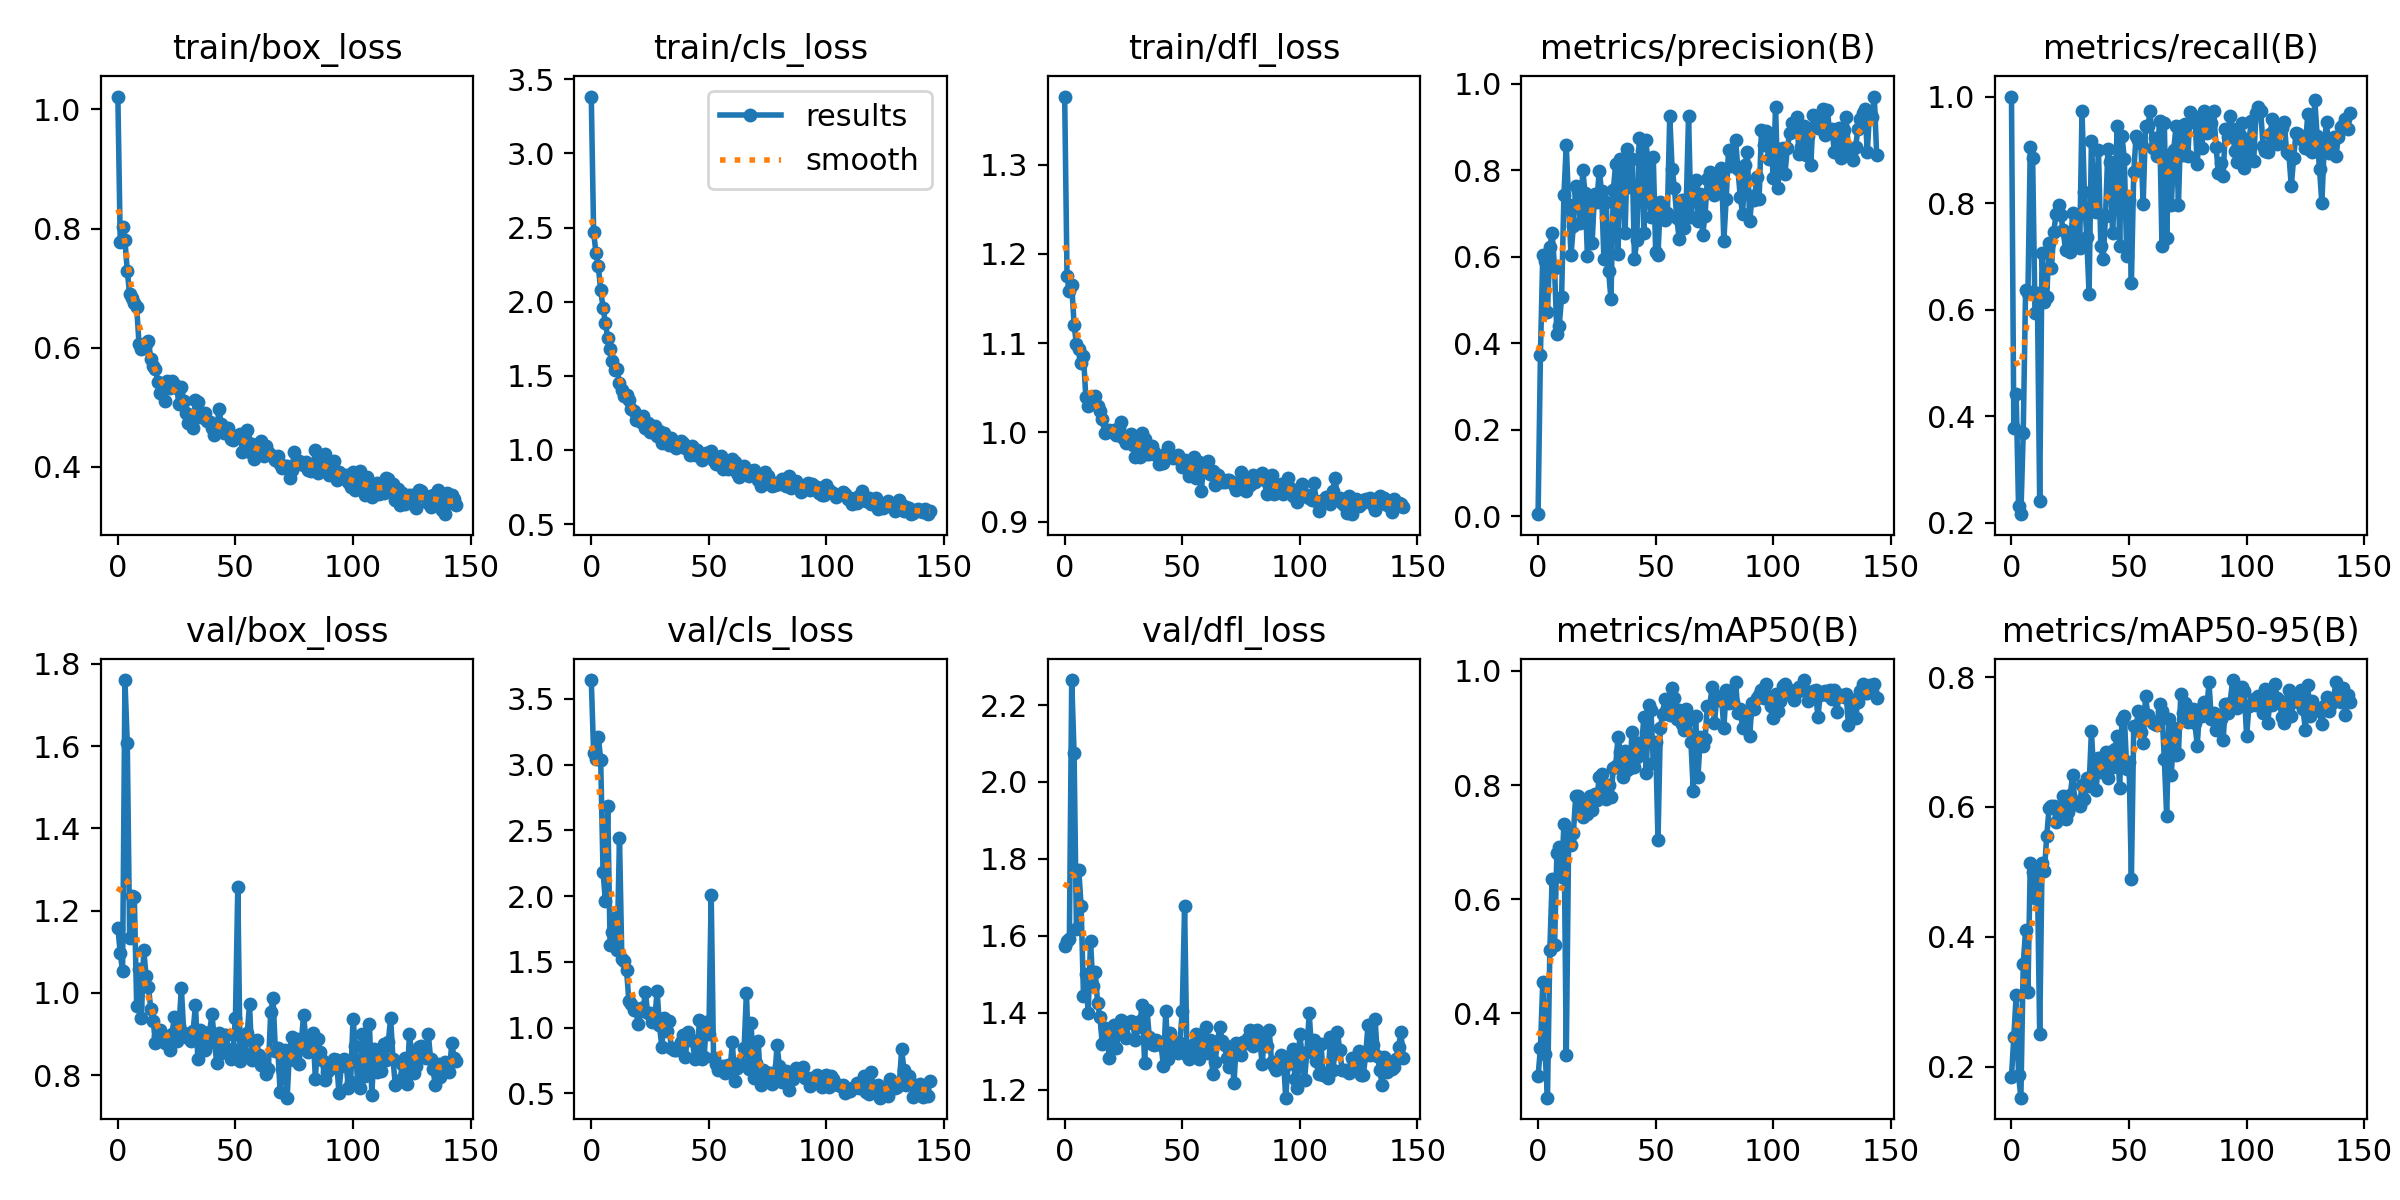 train/box_loss
train/cls_loss
train/dfl_loss
metrics/precision(B)
metrics/recall(B)
1.0
0.8
0.6
0.4
0 50 100 150
3.5
3.0
2.5
2.0
1.5
1.0
0.5
results
smooth
0 50 100 150
1.3
1.2
1.1
1.0
0.9
0 50 100 150
1.0
0.8
0.6
0.4
0.2
0.0
0 50 100 150
1.0
0.8
0.6
0.4
0.2
0 50 100 150
val/box_loss
val/cls_loss
val/dfl_loss
metrics/mAP50(B)
metrics/mAP50-95(B)
1.8
1.6
1.4
1.2
1.0
0.8
0 50 100 150
3.5
3.0
2.5
2.0
1.5
1.0
0.5
0 50 100 150
2.2
2.0
1.8
1.6
1.4
1.2
0 50 100 150
1.0
0.8
0.6
0.4
0 50 100 150
0.8
0.6
0.4
0.2
0 50 100 150